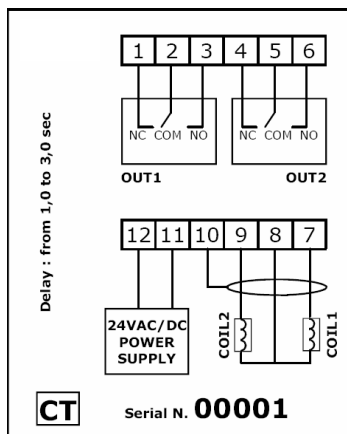 1 2 3 4 5 6
NC COM NO NC COM NO
OUT1 OUT2
Delay : from 1,0 to 3,0 sec
12 11 10 9 8 7
24VAC/DC
POWER
SUPPLY
COIL2
COIL1
CT
Serial N. 00001